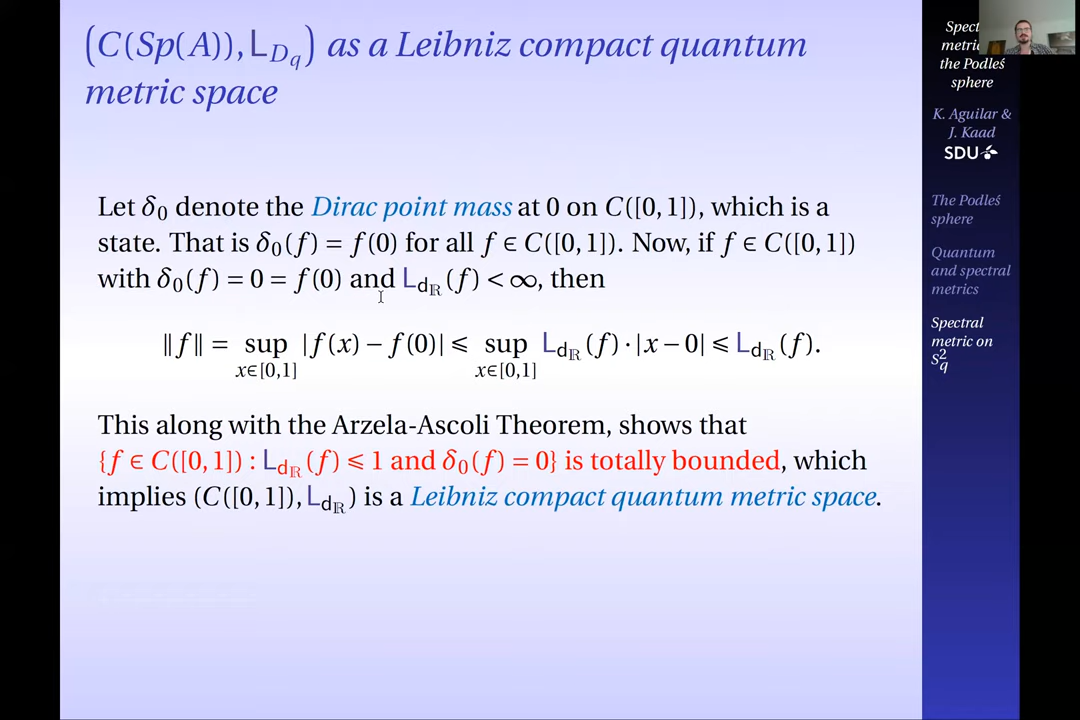 (C(Sp(A)), L_{D_q}) as a Leibniz compact quantum
metric space
Let δ₀ denote the Dirac point mass at 0 on C([0,1]), which is a
state. That is δ₀(f) = f(0) for all f ∈ C([0,1]). Now, if f ∈ C([0,1])
with δ₀(f) = 0 = f(0) and L_{d_ℝ}(f) < ∞, then
‖f‖ = sup_{x∈[0,1]} |f(x) − f(0)| ⩽ sup_{x∈[0,1]} L_{d_ℝ}(f) · |x − 0| ⩽ L_{d_ℝ}(f).
This along with the Arzela-Ascoli Theorem, shows that
{f ∈ C([0,1]) : L_{d_ℝ}(f) ⩽ 1 and δ₀(f) = 0} is totally bounded, which
implies (C([0,1]), L_{d_ℝ}) is a Leibniz compact quantum metric space.
the Podleś
sphere
K. Aguilar &
J. Kaad
SDU
The Podleś
sphere
Quantum
and spectral
metrics
Spectral
metric on
S²_q